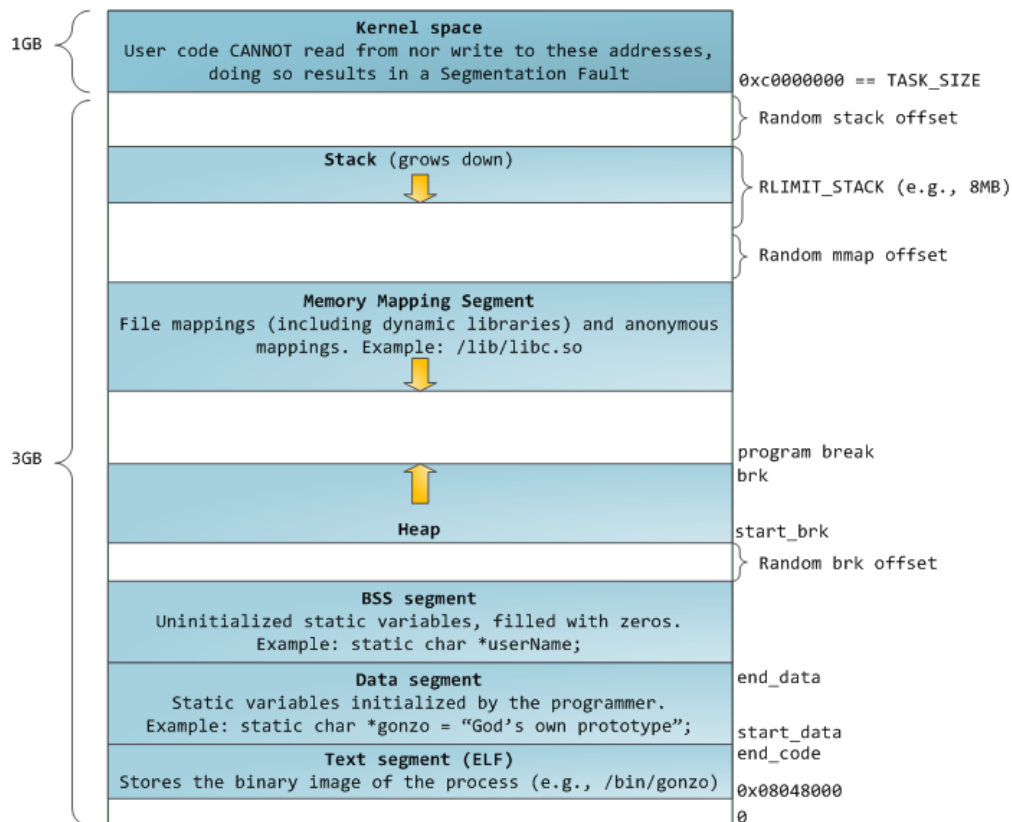 1GB
Kernel space
User code CANNOT read from nor write to these addresses,
doing so results in a Segmentation Fault
0xc0000000 == TASK_SIZE
Random stack offset
Stack (grows down)
RLIMIT_STACK (e.g., 8MB)
Random mmap offset
Memory Mapping Segment
File mappings (including dynamic libraries) and anonymous
mappings. Example: /lib/libc.so
3GB
program break
brk
Heap
start_brk
Random brk offset
BSS segment
Uninitialized static variables, filled with zeros.
Example: static char *userName;
Data segment
end_data
Static variables initialized by the programmer.
Example: static char *gonzo = “God’s own prototype”;
start_data
end_code
Text segment (ELF)
Stores the binary image of the process (e.g., /bin/gonzo)
0x08048000
0